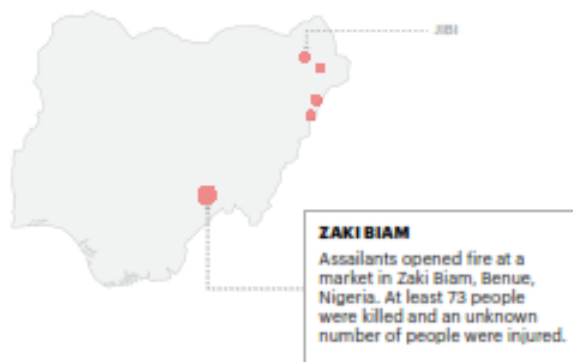 JIBI
ZAKI BIAM
Assailants opened fire at a
market in Zaki Biam, Benue,
Nigeria. At least 73 people
were killed and an unknown
number of people were injured.